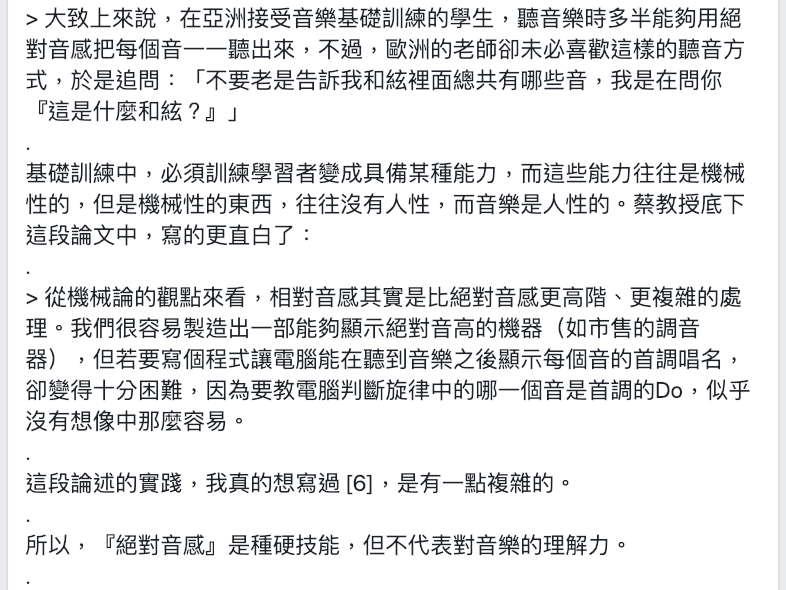 > 大致上來說，在亞洲接受音樂基礎訓練的學生，聽音樂時多半能夠用絕
對音感把每個音一一聽出來，不過，歐洲的老師卻未必喜歡這樣的聽音方
式，於是追問：「不要老是告訴我和絃裡面總共有哪些音，我是在問你
『這是什麼和絃？』」
.
基礎訓練中，必須訓練學習者變成具備某種能力，而這些能力往往是機械
性的，但是機械性的東西，往往沒有人性，而音樂是人性的。蔡教授底下
這段論文中，寫的更直白了：
.
> 從機械論的觀點來看，相對音感其實是比絕對音感更高階、更複雜的處
理。我們很容易製造出一部能夠顯示絕對音高的機器（如市售的調音
器），但若要寫個程式讓電腦能在聽到音樂之後顯示每個音的首調唱名，
卻變得十分困難，因為要教電腦判斷旋律中的哪一個音是首調的Do，似乎
沒有想像中那麼容易。
.
這段論述的實踐，我真的想寫過 [6]，是有一點複雜的。
.
所以，『絕對音感』是種硬技能，但不代表對音樂的理解力。
.